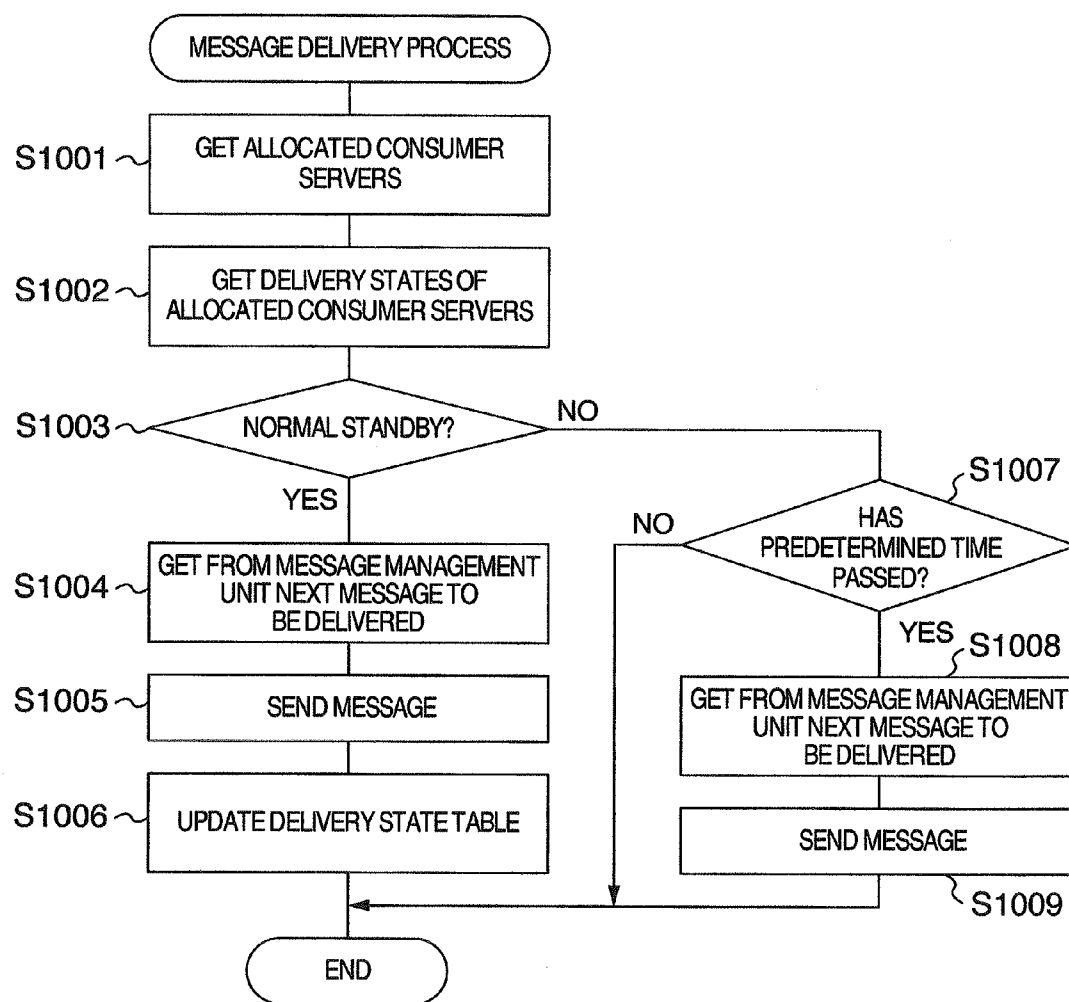 MESSAGE DELIVERY PROCESS
S1001
GET ALLOCATED CONSUMER
SERVERS
S1002
GET DELIVERY STATES OF
ALLOCATED CONSUMER SERVERS
S1003
NORMAL STANDBY?
NO
YES
S1004
GET FROM MESSAGE MANAGEMENT
UNIT NEXT MESSAGE TO
BE DELIVERED
S1005
SEND MESSAGE
S1006
UPDATE DELIVERY STATE TABLE
S1007
HAS
PREDETERMINED TIME
PASSED?
NO
YES
S1008
GET FROM MESSAGE MANAGEMENT
UNIT NEXT MESSAGE TO
BE DELIVERED
SEND MESSAGE
S1009
END